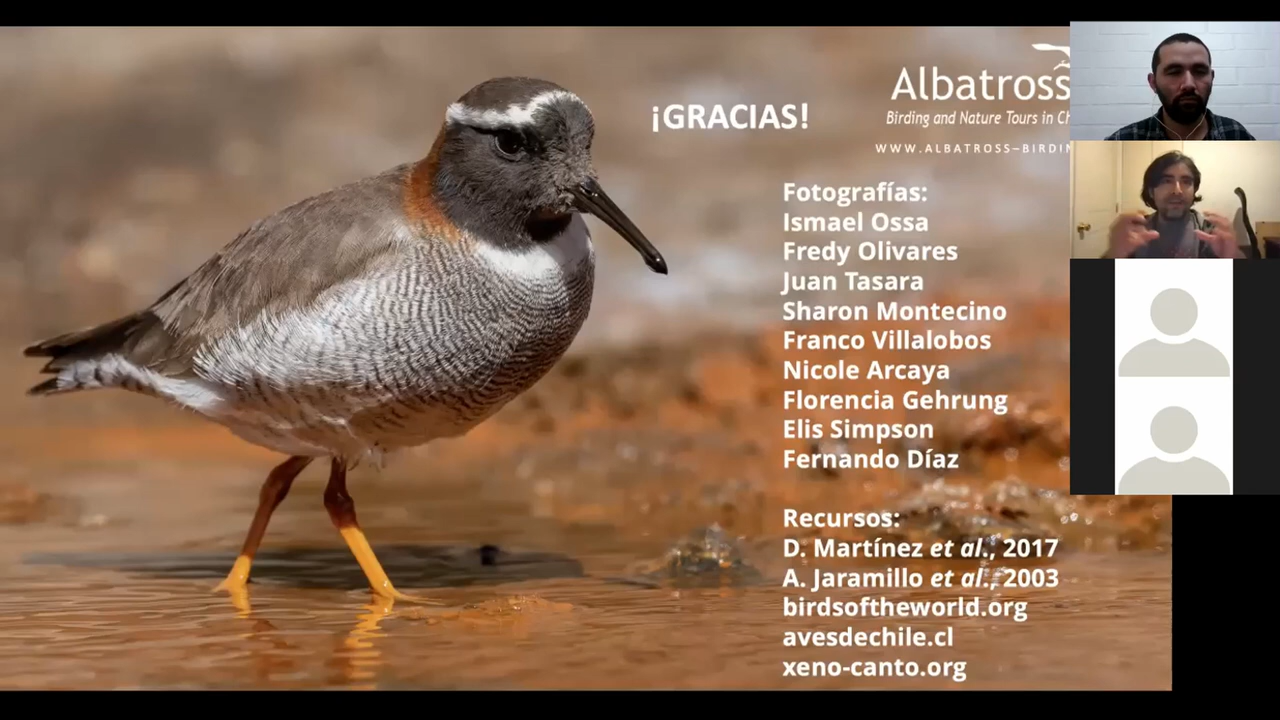 ¡GRACIAS!
Albatross
Birding and Nature Tours in Ch
WWW.ALBATROSS–BIRDIN
Fotografías:
Ismael Ossa
Fredy Olivares
Juan Tasara
Sharon Montecino
Franco Villalobos
Nicole Arcaya
Florencia Gehrung
Elis Simpson
Fernando Díaz
Recursos:
D. Martínez et al., 2017
A. Jaramillo et al., 2003
birdsoftheworld.org
avesdechile.cl
xeno-canto.org